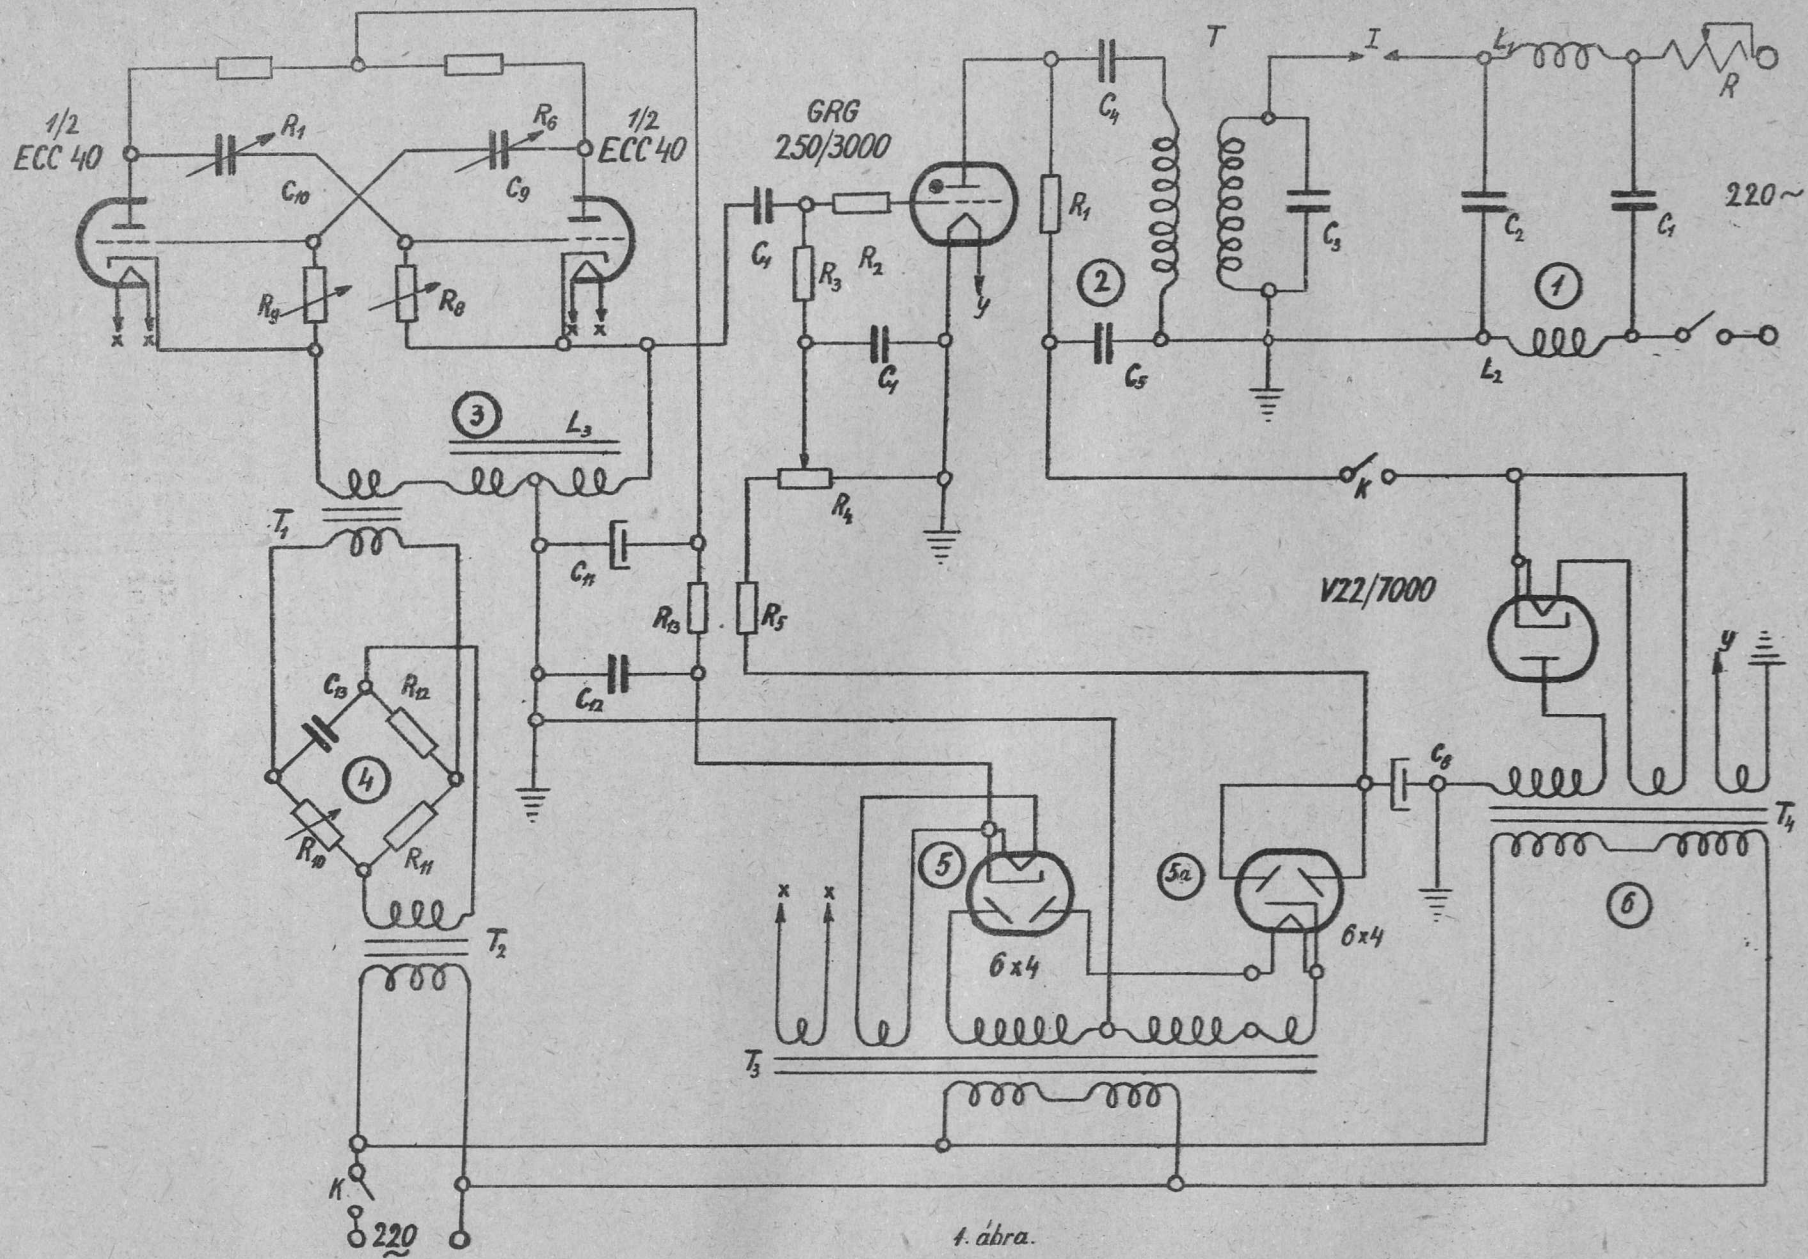 T
I
L₁
R
1/2
ECC 40
R₁
R₆
1/2
ECC 40
GRG
250/3000
C₄
C₁₀
C₉
C₁
R₃
R₂
R₁
2
C₃
C₂
1
C₁
220~
R₉
R₈
x x
x x
y
C₁
C₅
L₂
3
L₃
T₁
R₄
K
C₁₁
R₁₃
R₅
V22/7000
y
C₁₃
R₁₂
C₁₂
4
C₆
T₄
R₁₀
R₁₁
5
5a
6
x x
T₂
6x4
6x4
T₃
K
220
~
1. ábra.